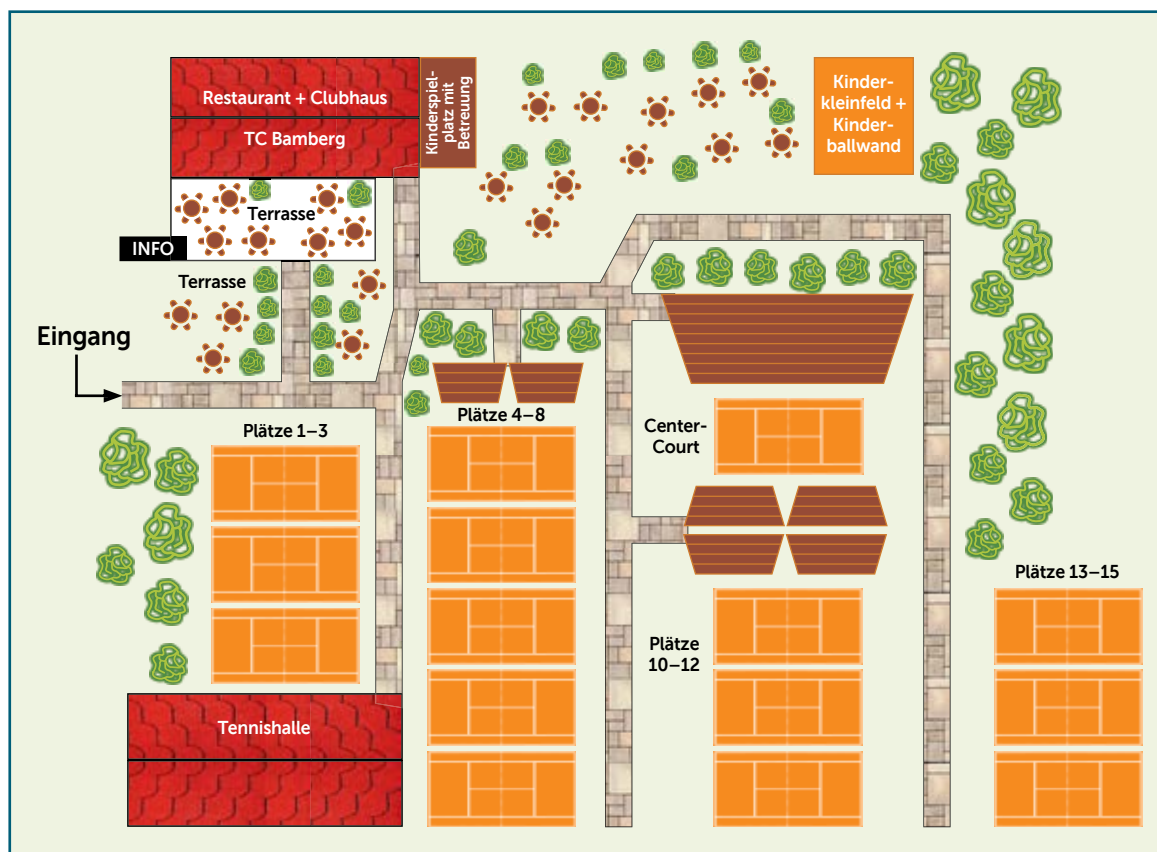 Restaurant + Clubhaus
TC Bamberg
Kinderspiel-
platz mit
Betreuung
Kinder-
kleinfeld +
Kinder-
ballwand
Terrasse
INFO
Terrasse
Eingang
Plätze 1–3
Plätze 4–8
Center-
Court
Plätze
10–12
Plätze 13–15
Tennishalle